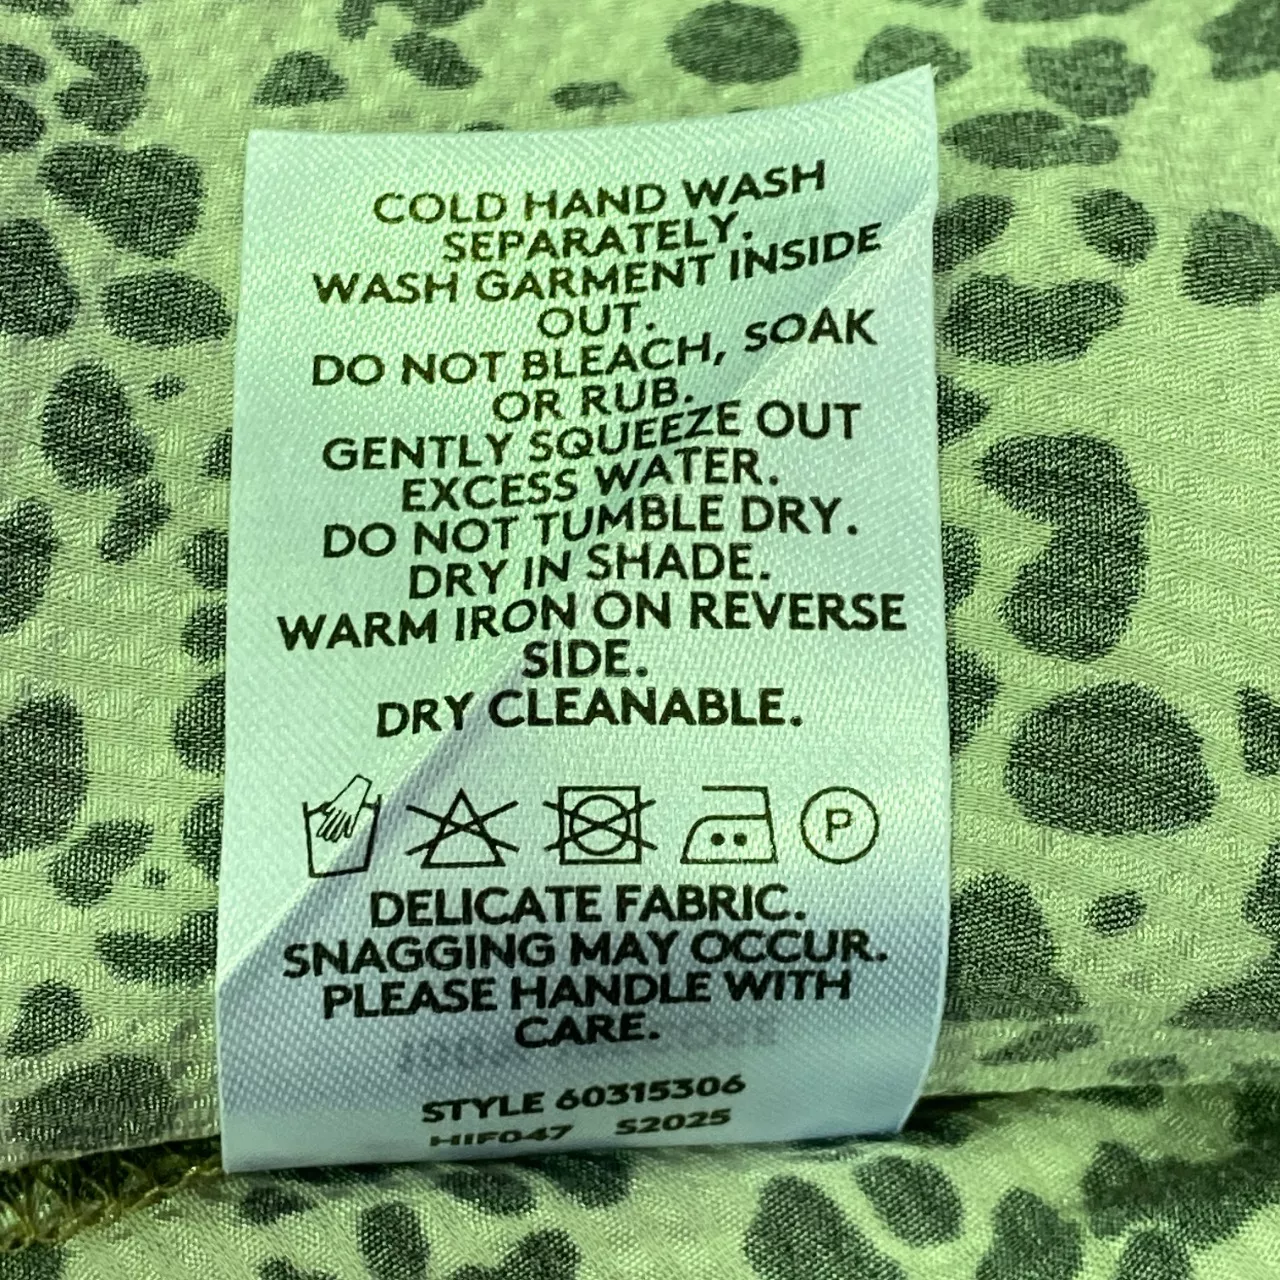 COLD HAND WASH
SEPARATELY.
WASH GARMENT INSIDE
OUT.
DO NOT BLEACH, SOAK
OR RUB.
GENTLY SQUEEZE OUT
EXCESS WATER.
DO NOT TUMBLE DRY.
DRY IN SHADE.
WARM IRON ON REVERSE
SIDE.
DRY CLEANABLE.
P
DELICATE FABRIC.
SNAGGING MAY OCCUR.
PLEASE HANDLE WITH
CARE.
STYLE 60315306
HIF047 S2025